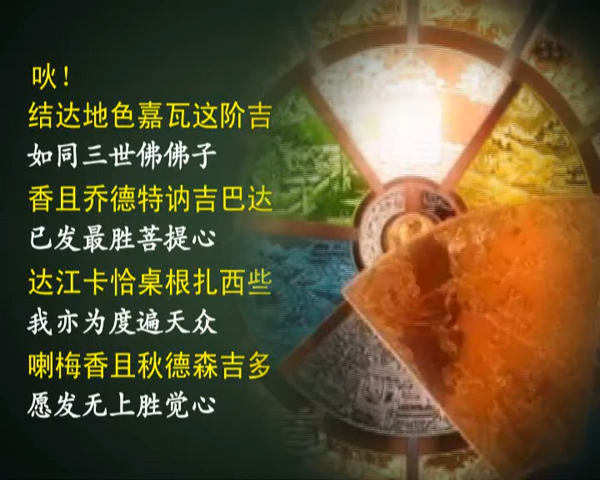 吙！
结达地色嘉瓦这阶吉
如同三世佛佛子
香且乔德特讷吉巴达
已发最胜菩提心
达江卡恰桌根扎西些
我亦为度遍天众
喇梅香且秋德森吉多
愿发无上胜觉心